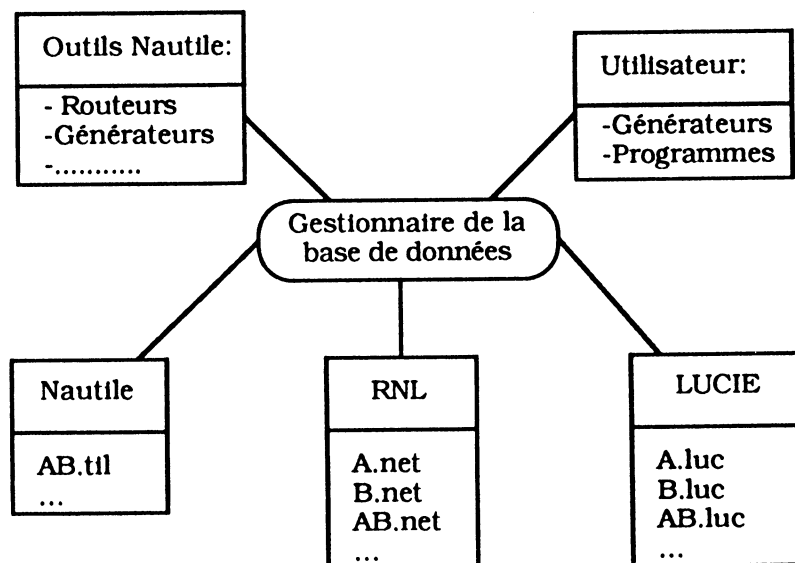 Outils Nautile:
- Routeurs
-Générateurs
-...........
Utilisateur:
-Générateurs
-Programmes
Gestionnaire de la
base de données
Nautile
AB.til
...
RNL
A.net
B.net
AB.net
...
LUCIE
A.luc
B.luc
AB.luc
...